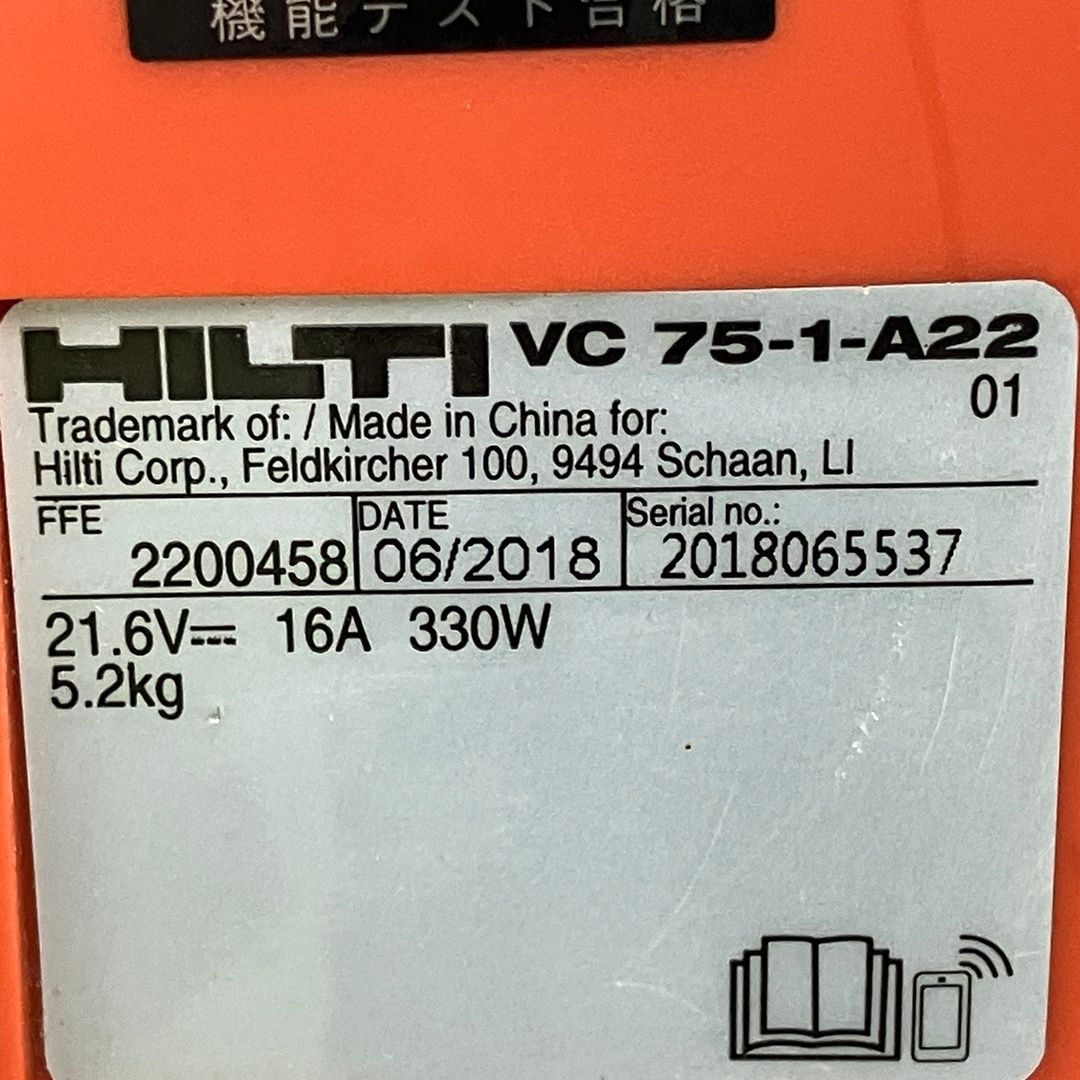 機能テスト合格
HILTI VC 75-1-A22
01
Trademark of: / Made in China for:
Hilti Corp., Feldkircher 100, 9494 Schaan, LI
FFE DATE Serial no.:
2200458 06/2018 2018065537
21.6V⎓ 16A 330W
5.2kg